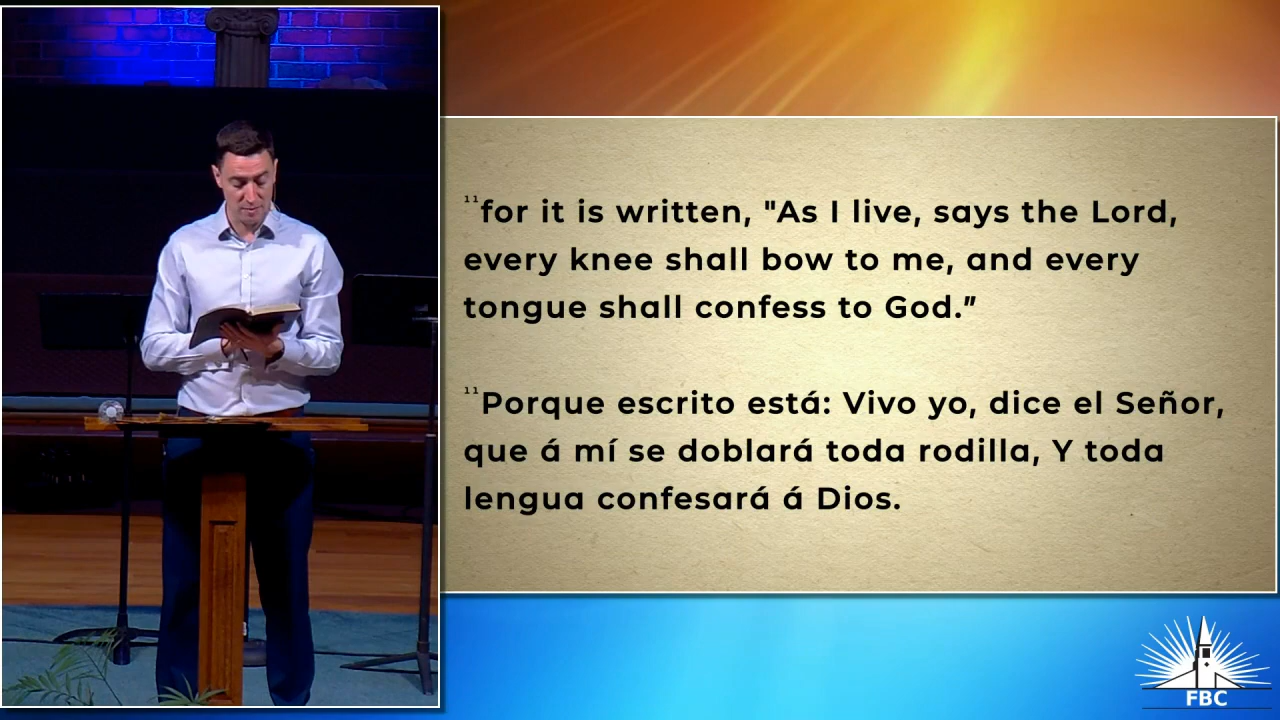 ¹¹for it is written, "As I live, says the Lord,
every knee shall bow to me, and every
tongue shall confess to God.”
¹¹Porque escrito está: Vivo yo, dice el Señor,
que á mí se doblará toda rodilla, Y toda
lengua confesará á Dios.
FBC